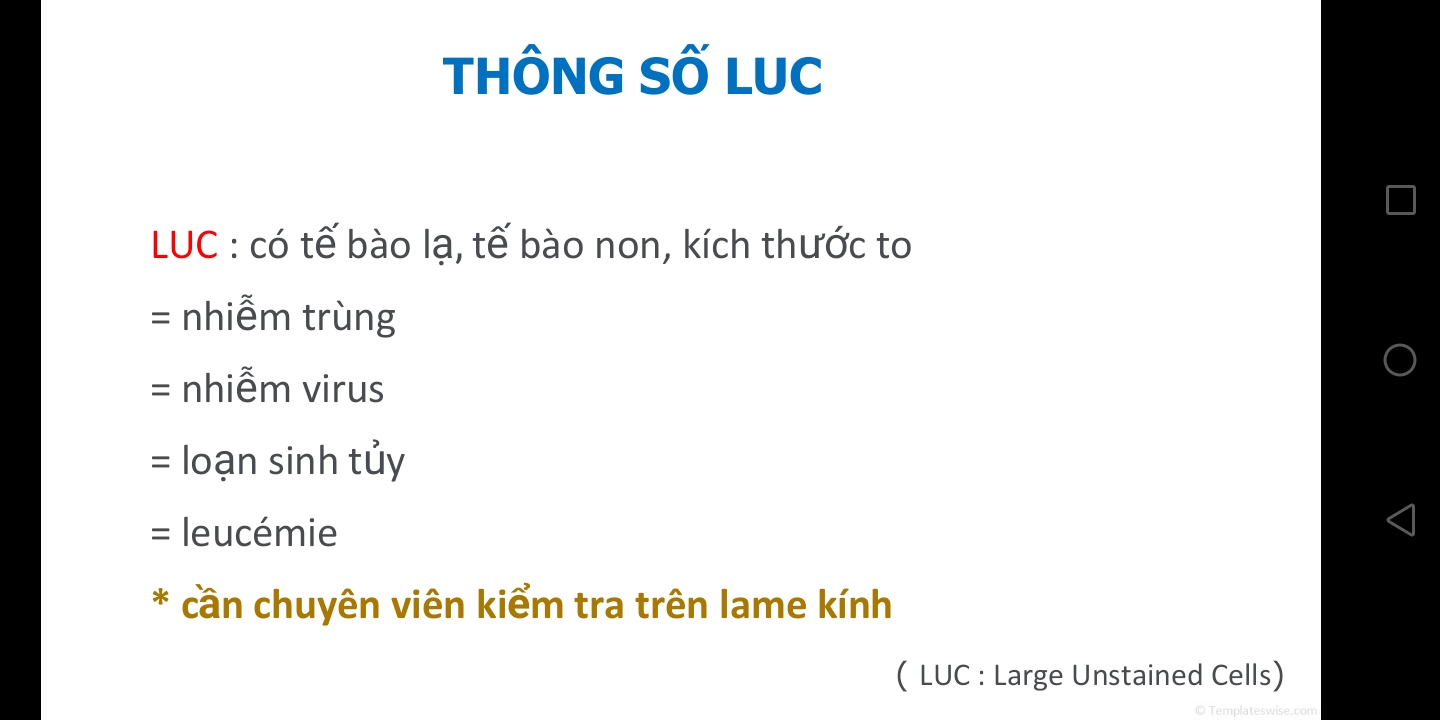 THÔNG SỐ LUC
LUC : có tế bào lạ, tế bào non, kích thước to
= nhiễm trùng
= nhiễm virus
= loạn sinh tủy
= leucémie
* cần chuyên viên kiểm tra trên lame kính
( LUC : Large Unstained Cells)
© Templateswise.com